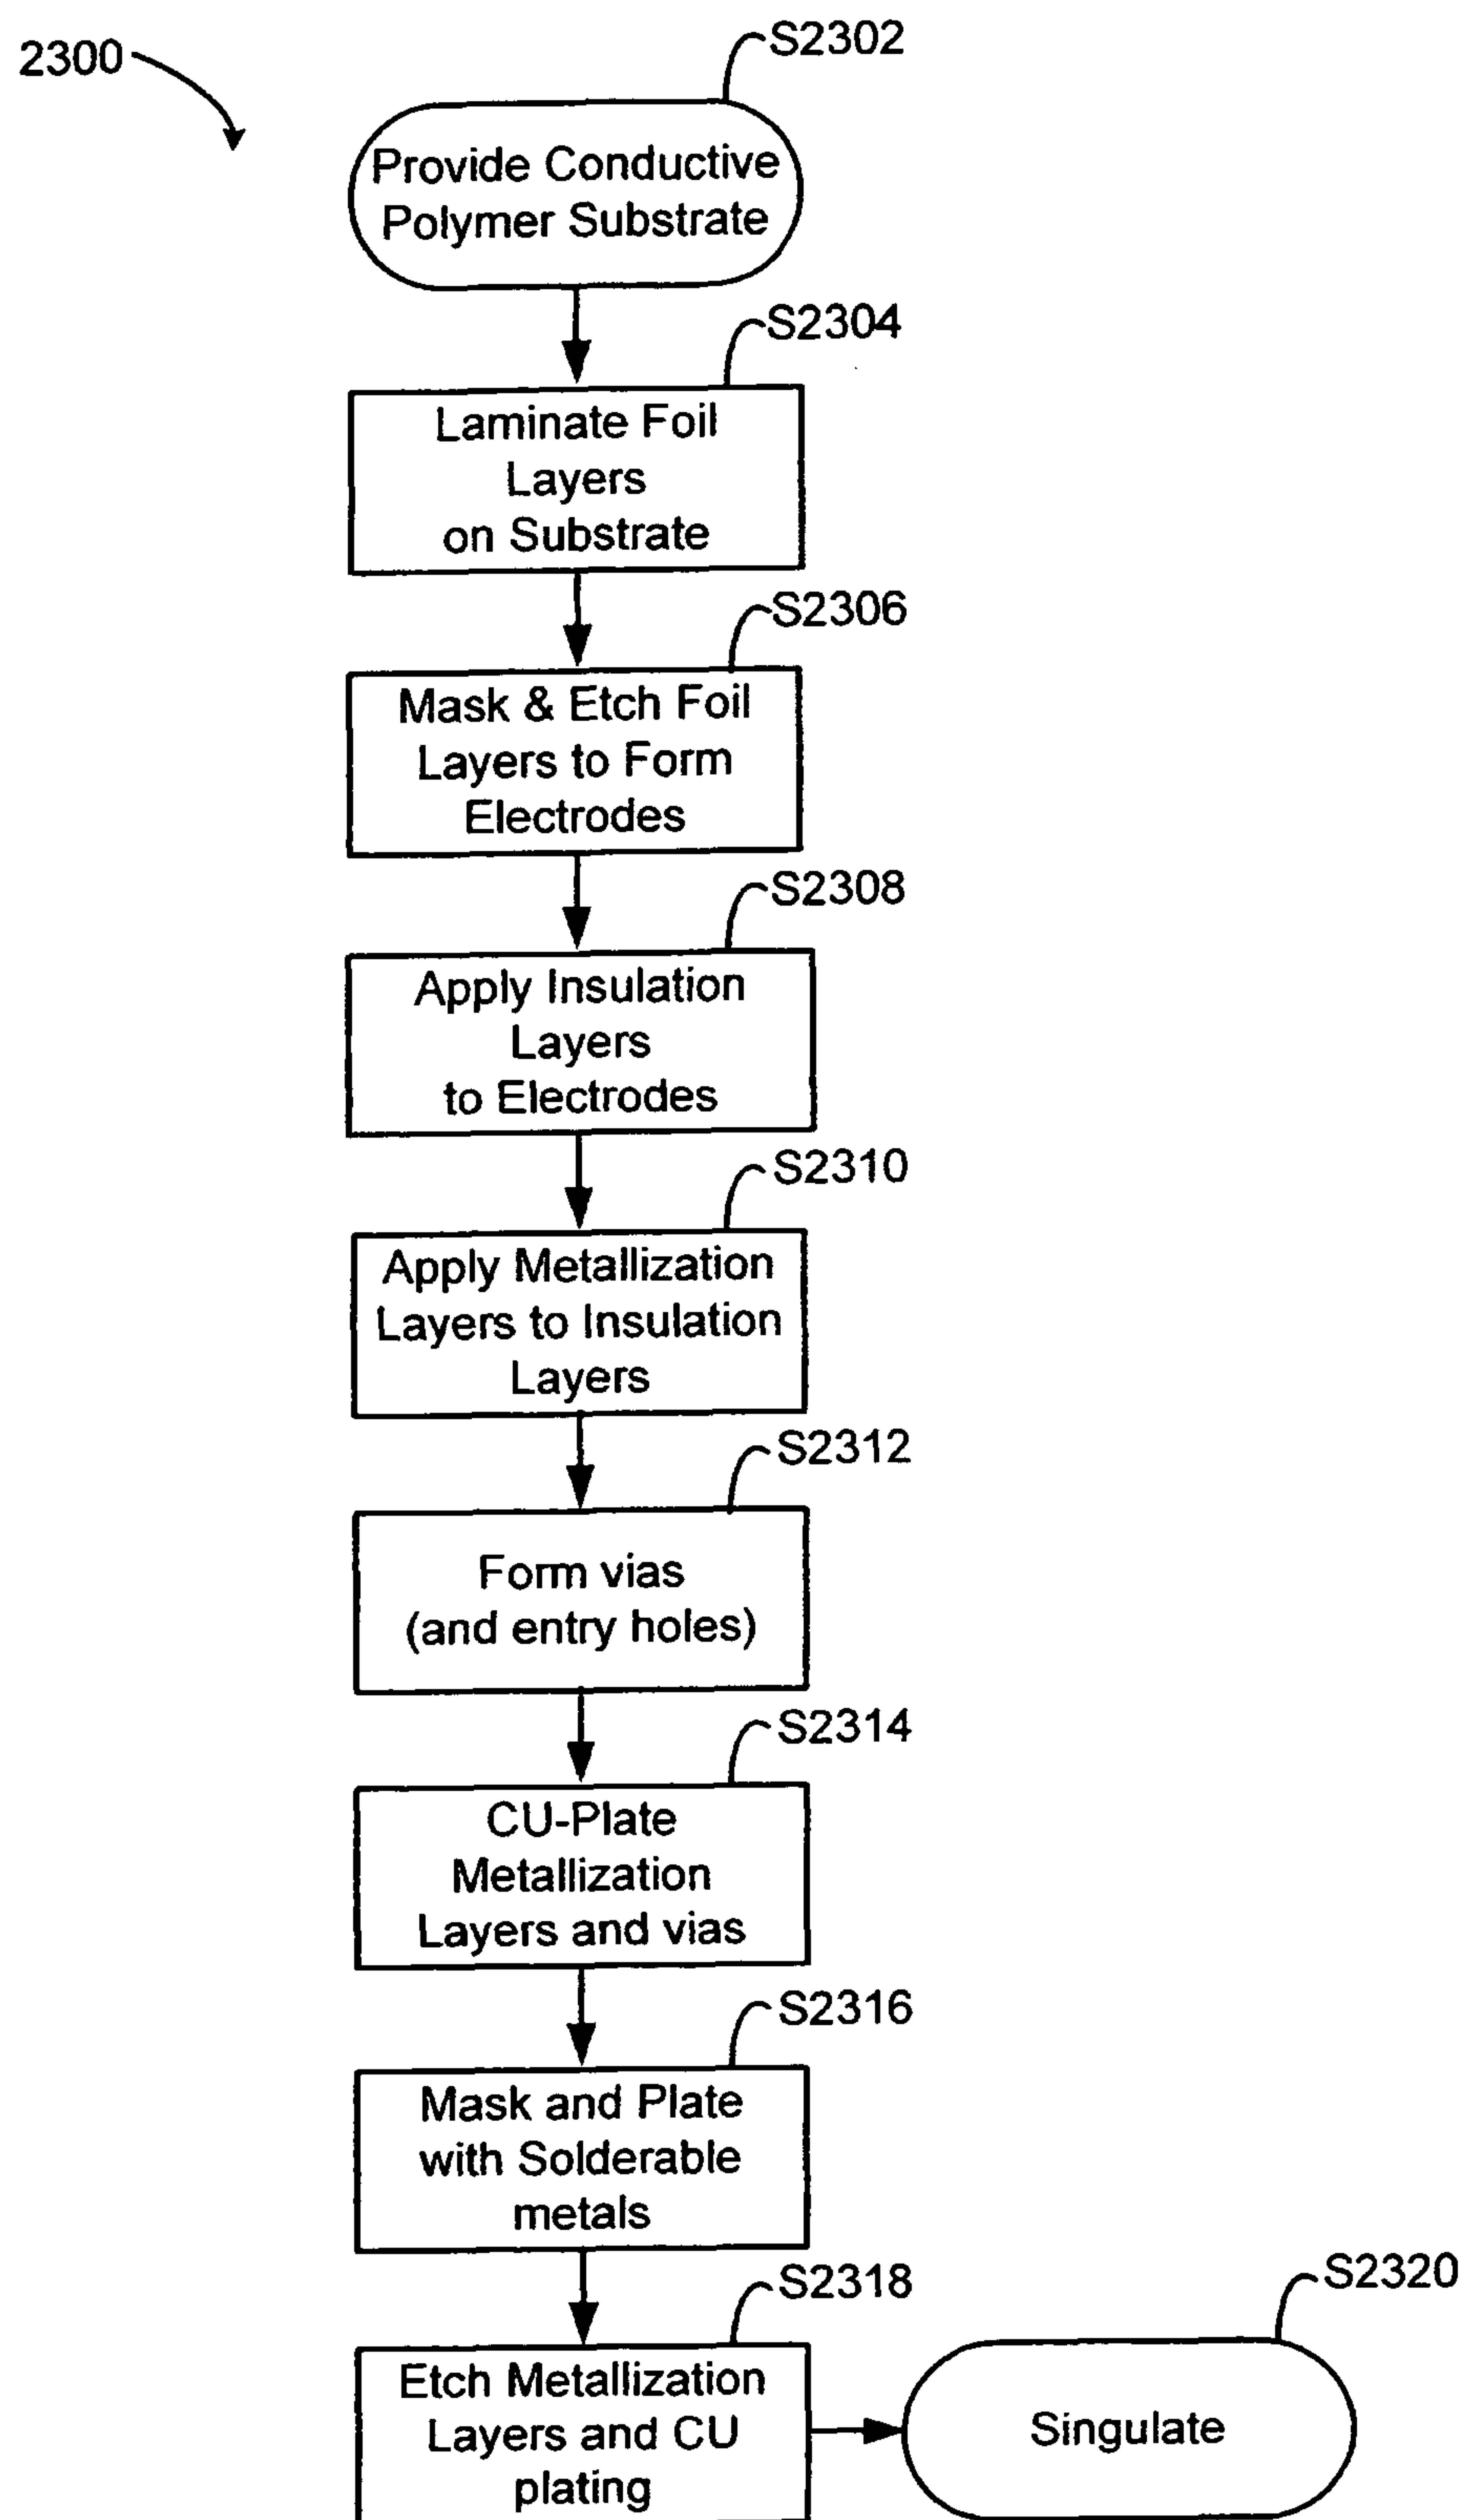 2300
S2302
Provide Conductive
Polymer Substrate
S2304
Laminate Foil
Layers
on Substrate
S2306
Mask & Etch Foil
Layers to Form
Electrodes
S2308
Apply Insulation
Layers
to Electrodes
S2310
Apply Metallization
Layers to Insulation
Layers
S2312
Form vias
(and entry holes)
S2314
CU-Plate
Metallization
Layers and vias
S2316
Mask and Plate
with Solderable
metals
S2318
Etch Metallization
Layers and CU
plating
S2320
Singulate